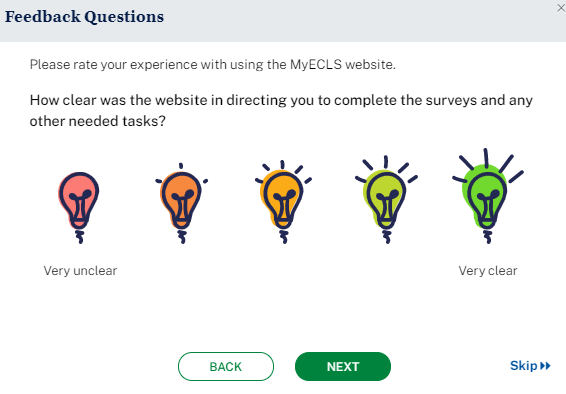 Feedback Questions
Please rate your experience with using the MyECLS website.
How clear was the website in directing you to complete the surveys and any
other needed tasks?
Very unclear
Very clear
BACK
NEXT
Skip